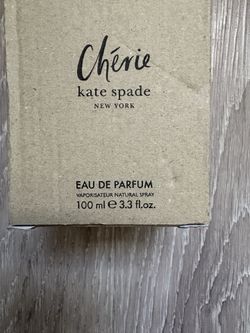 Chérie
kate spade
NEW YORK
EAU DE PARFUM
VAPORISATEUR NATURAL SPRAY
100 ml ℮ 3.3 fl.oz.